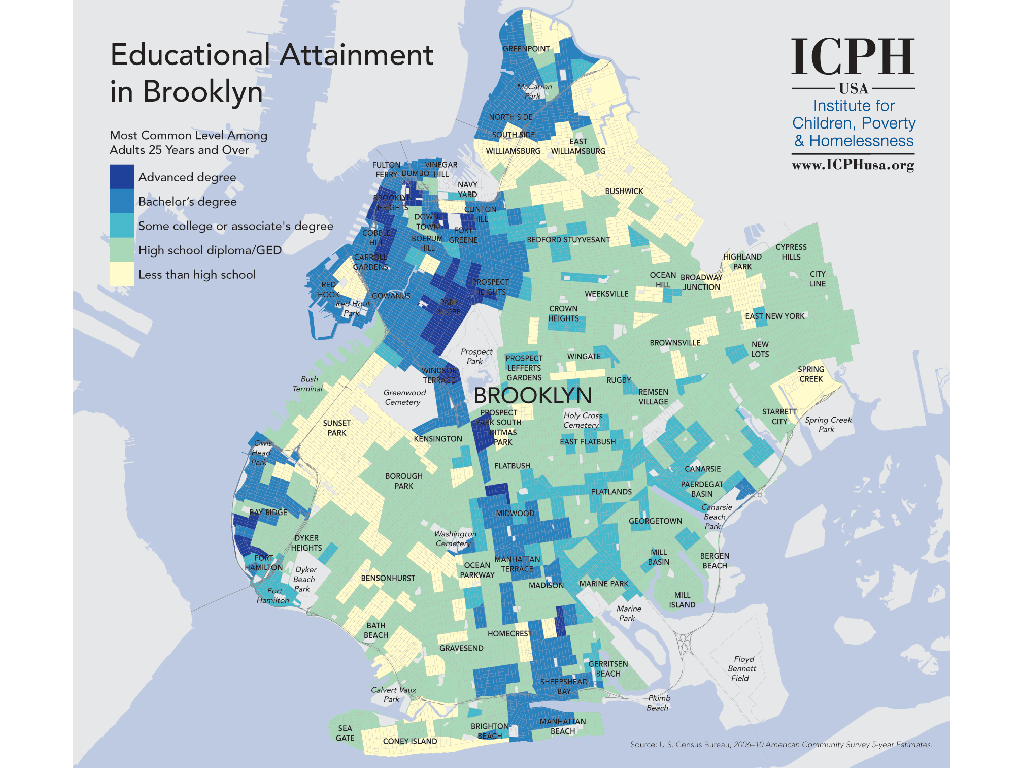 Educational Attainment
in Brooklyn
Most Common Level Among
Adults 25 Years and Over
Advanced degree
Bachelor's degree
Some college or associate's degree
High school diploma/GED
Less than high school
ICPH
USA
Institute for
Children, Poverty
& Homelessness
www.ICPHusa.org
GREENPOINT
McCarren
Park
NORTH SIDE
SOUTH SIDE
WILLIAMSBURG
EAST
WILLIAMSBURG
FULTON
FERRY
DUMBO
VINEGAR
HILL
NAVY
YARD
BUSHWICK
BROOKLYN
HEIGHTS
DOWN
TOWN
CLINTON
HILL
COBBLE
HILL
BOERUM
HILL
FORT
GREENE
BEDFORD STUYVESANT
CARROLL
GARDENS
RED
HOOK
Red Hook
Park
GOWANUS
PARK
SLOPE
PROSPECT
HEIGHTS
WEEKSVILLE
OCEAN
HILL
BROADWAY
JUNCTION
HIGHLAND
PARK
CYPRESS
HILLS
CITY
LINE
CROWN
HEIGHTS
EAST NEW YORK
BROWNSVILLE
NEW
LOTS
Prospect
Park
PROSPECT
LEFFERTS
GARDENS
WINGATE
RUGBY
REMSEN
VILLAGE
SPRING
CREEK
STARRETT
CITY
Spring Creek
Park
WINDSOR
TERRACE
Bush
Terminal
Greenwood
Cemetery
BROOKLYN
SUNSET
PARK
KENSINGTON
PROSPECT
PARK SOUTH
DITMAS
PARK
Holy Cross
Cemetery
EAST FLATBUSH
Owls
Head
Park
BOROUGH
PARK
FLATBUSH
CANARSIE
PAERDEGAT
BASIN
FLATLANDS
Canarsie
Beach
Park
BAY RIDGE
MIDWOOD
GEORGETOWN
DYKER
HEIGHTS
Washington
Cemetery
FORT
HAMILTON
Dyker
Beach
Park
Fort
Hamilton
BENSONHURST
OCEAN
PARKWAY
MANHATTAN
TERRACE
MADISON
MARINE PARK
MILL
BASIN
BERGEN
BEACH
MILL
ISLAND
Marine
Park
BATH
BEACH
HOMECREST
GRAVESEND
GERRITSEN
BEACH
SHEEPSHEAD
BAY
Floyd
Bennett
Field
Calvert Vaux
Park
Plumb
Beach
SEA
GATE
CONEY ISLAND
BRIGHTON
BEACH
MANHATTAN
BEACH
Source: U.S. Census Bureau, 2006–10 American Community Survey 5-year Estimates.